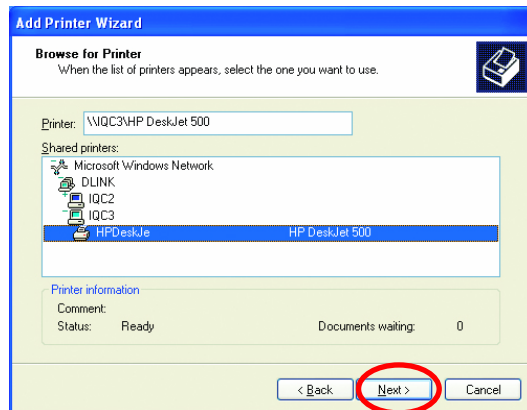 Add Printer Wizard
Browse for Printer
When the list of printers appears, select the one you want to use.
Printer: \\IQC3\HP DeskJet 500
Shared printers:
Microsoft Windows Network
DLINK
IQC2
IQC3
HPDeskJe HP DeskJet 500
Printer information
Comment:
Status: Ready Documents waiting: 0
< Back Next > Cancel